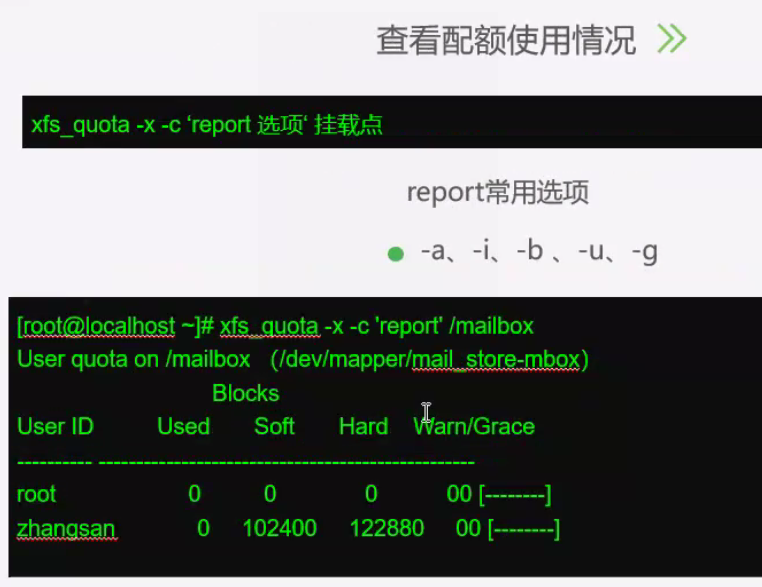 查看配额使用情况
xfs_quota -x -c ‘report 选项‘ 挂载点
report常用选项
-a、-i、-b 、-u、-g
[root@localhost ~]# xfs_quota -x -c 'report' /mailbox
User quota on /mailbox (/dev/mapper/mail_store-mbox)
Blocks
User ID Used Soft Hard Warn/Grace
---------- --------------------------------------------------
root 0 0 0 00 [--------]
zhangsan 0 102400 122880 00 [--------]